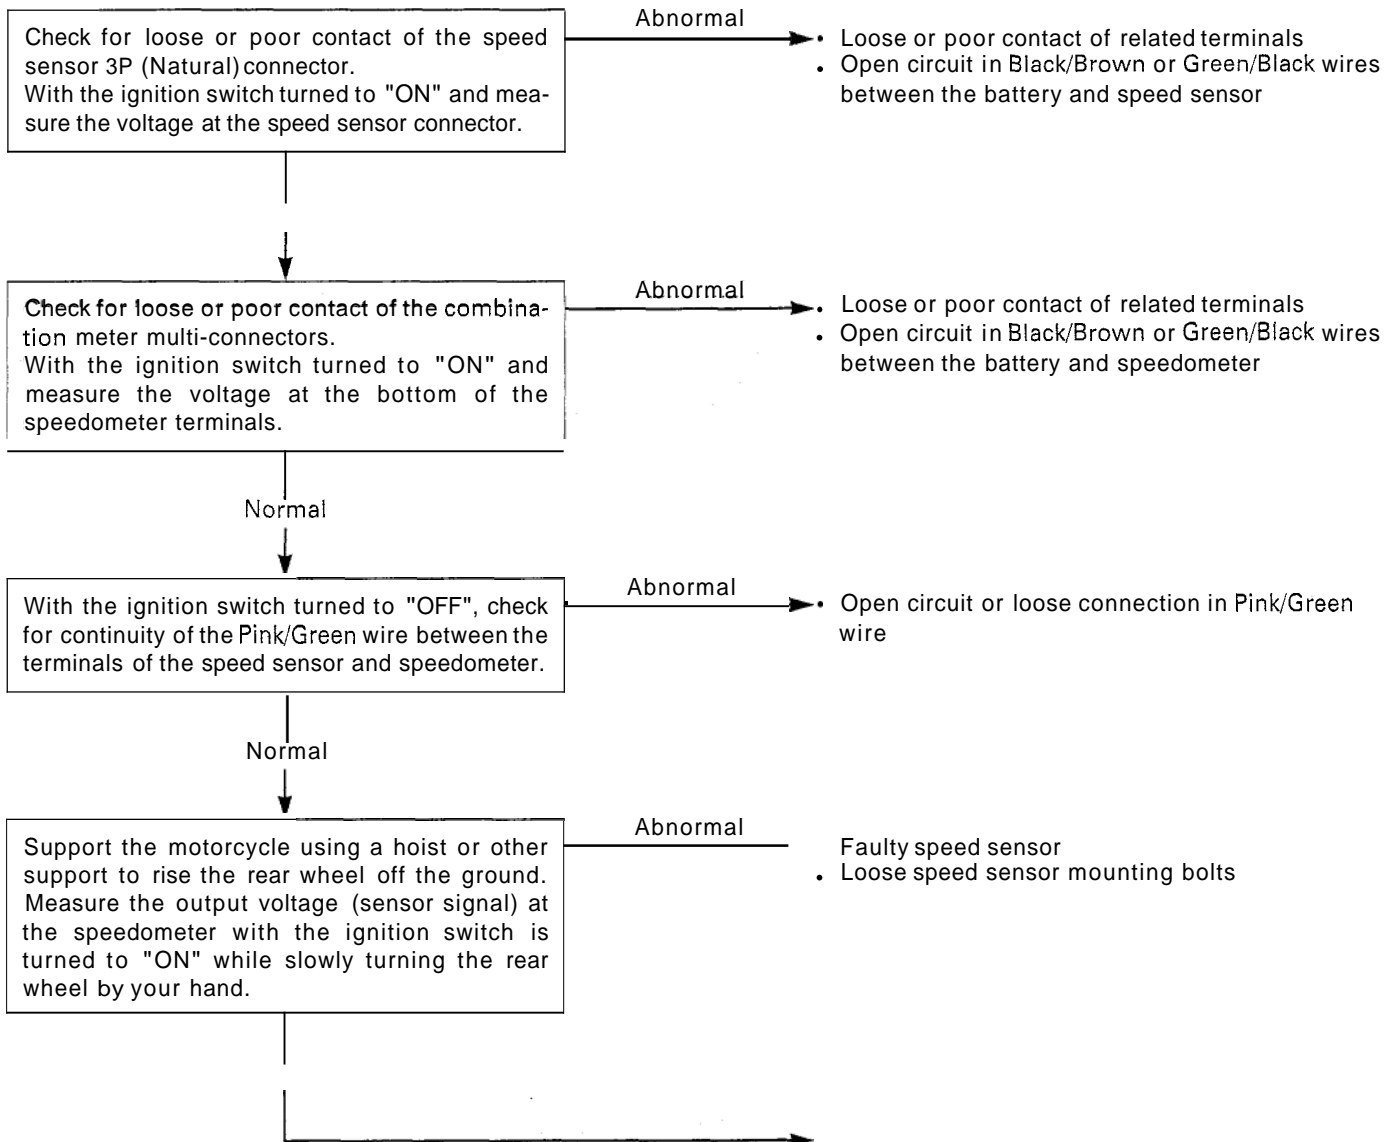 Abnormal
Check for loose or poor contact of the speed
sensor 3P (Natural) connector.
With the ignition switch turned to "ON" and mea-
sure the voltage at the speed sensor connector.
• Loose or poor contact of related terminals
• Open circuit in Black/Brown or Green/Black wires
between the battery and speed sensor
Abnormal
Check for loose or poor contact of the combina-
tion meter multi-connectors.
With the ignition switch turned to "ON" and
measure the voltage at the bottom of the
speedometer terminals.
• Loose or poor contact of related terminals
• Open circuit in Black/Brown or Green/Black wires
between the battery and speedometer
Normal
Abnormal
With the ignition switch turned to "OFF", check
for continuity of the Pink/Green wire between the
terminals of the speed sensor and speedometer.
• Open circuit or loose connection in Pink/Green
wire
Normal
Abnormal
Support the motorcycle using a hoist or other
support to rise the rear wheel off the ground.
Measure the output voltage (sensor signal) at
the speedometer with the ignition switch is
turned to "ON" while slowly turning the rear
wheel by your hand.
Faulty speed sensor
• Loose speed sensor mounting bolts